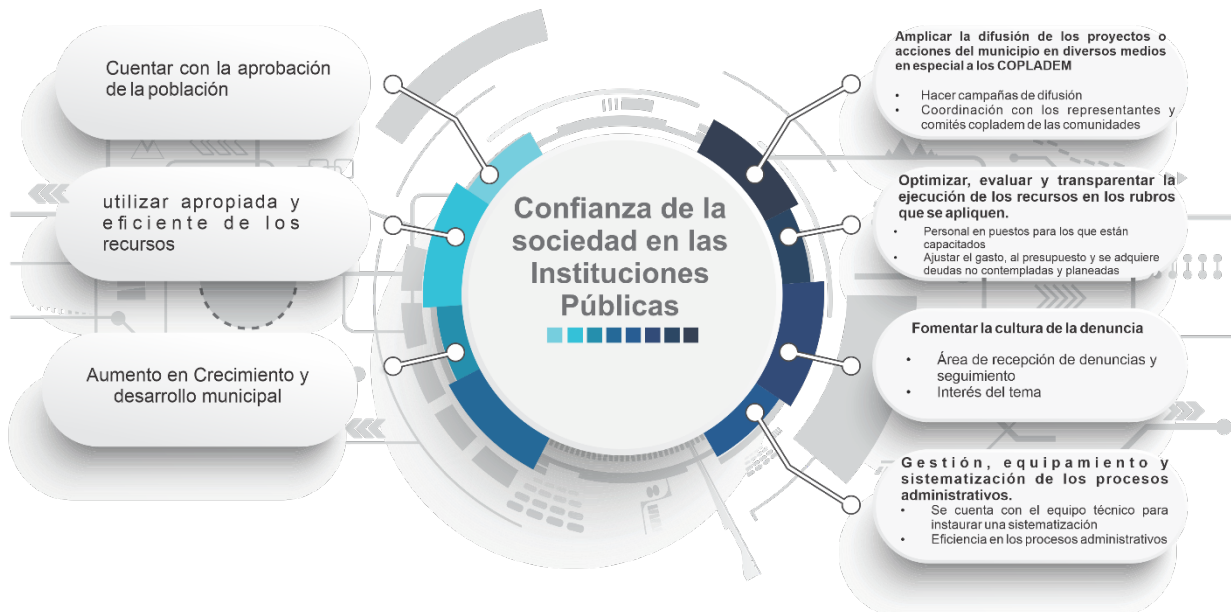 Cuentar con la aprobación
de la población
utilizar apropiada y
eficiente de los
recursos
Aumento en Crecimiento y
desarrollo municipal
Confianza de la
sociedad en las
Instituciones
Públicas
Amplicar la difusión de los proyectos o
acciones del municipio en diversos medios
en especial a los COPLADEM
• Hacer campañas de difusión
• Coordinación con los representantes y
comités copladem de las comunidades
Optimizar, evaluar y transparentar la
ejecución de los recursos en los rubros
que se apliquen.
• Personal en puestos para los que están
capacitados
• Ajustar el gasto, al presupuesto y se adquiere
deudas no contempladas y planeadas
Fomentar la cultura de la denuncia
• Área de recepción de denuncias y
seguimiento
• Interés del tema
Gestión, equipamiento y
sistematización de los procesos
administrativos.
• Se cuenta con el equipo técnico para
instaurar una sistematización
• Eficiencia en los procesos administrativos